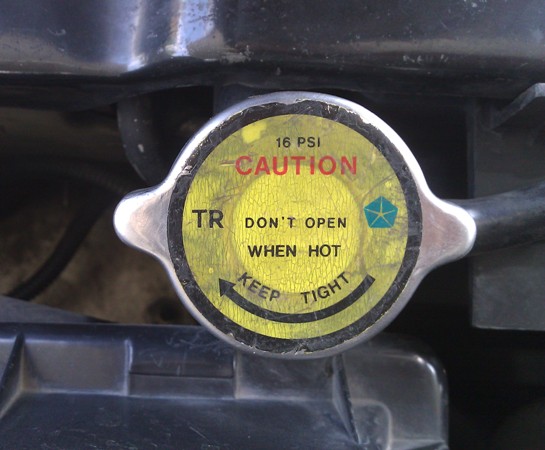 16 PSI
CAUTION
TR
DON'T OPEN
WHEN HOT
KEEP TIGHT